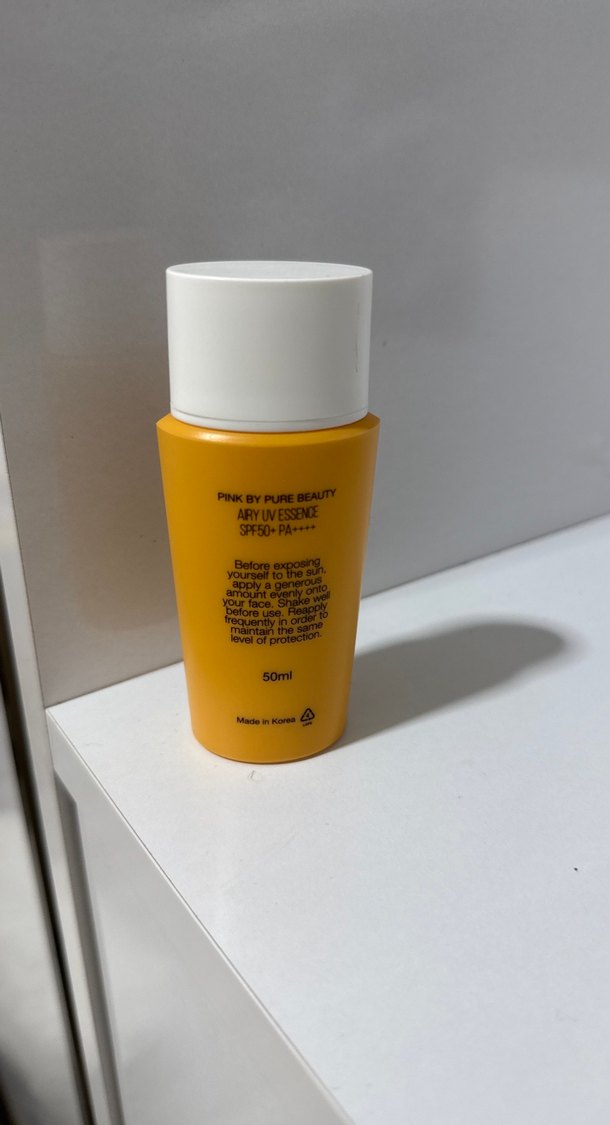 PINK BY PURE BEAUTY
AIRY UV ESSENCE
SPF50+ PA++++
Before exposing
yourself to the sun,
apply a generous
amount evenly onto
your face. Shake well
before use. Reapply
frequently in order to
maintain the same
level of protection.
50ml
Made in Korea